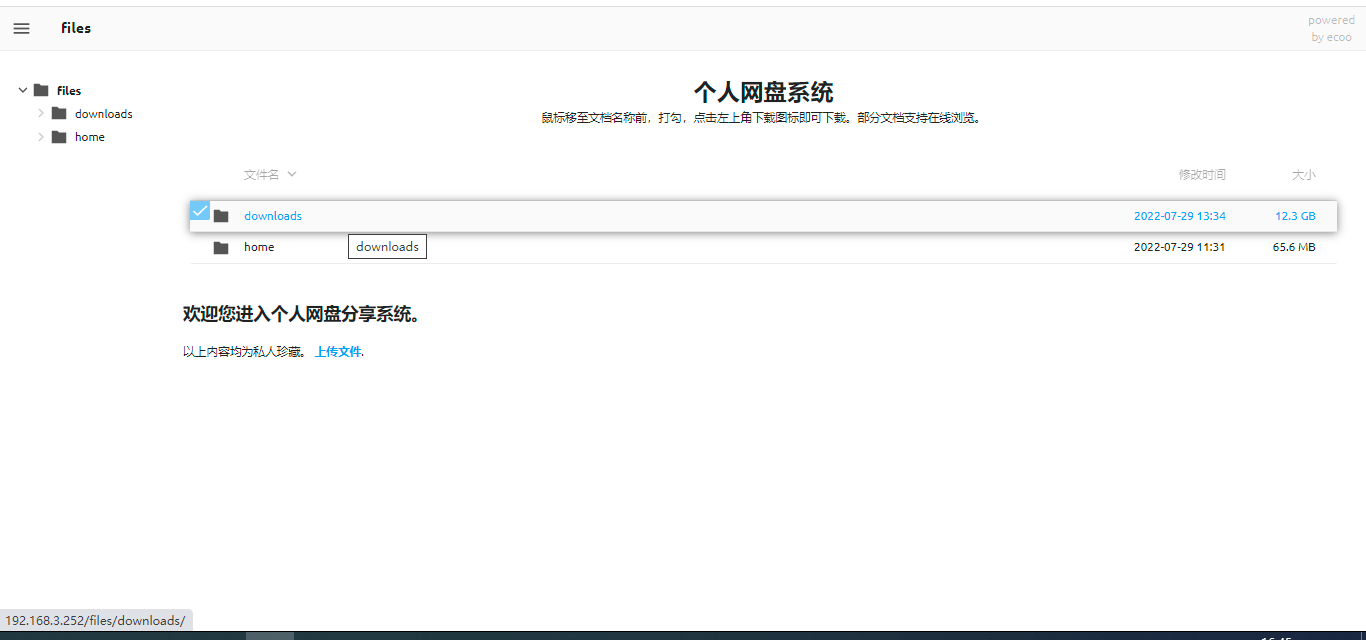 files
powered
by ecoo
files
downloads
home
个人网盘系统
鼠标移至文档名称前，打勾，点击左上角下载图标即可下载。部分文档支持在线浏览。
文件名 修改时间 大小
downloads 2022-07-29 13:34 12.3 GB
home 2022-07-29 11:31 65.6 MB
downloads
欢迎您进入个人网盘分享系统。
以上内容均为私人珍藏。 上传文件.
192.168.3.252/files/downloads/